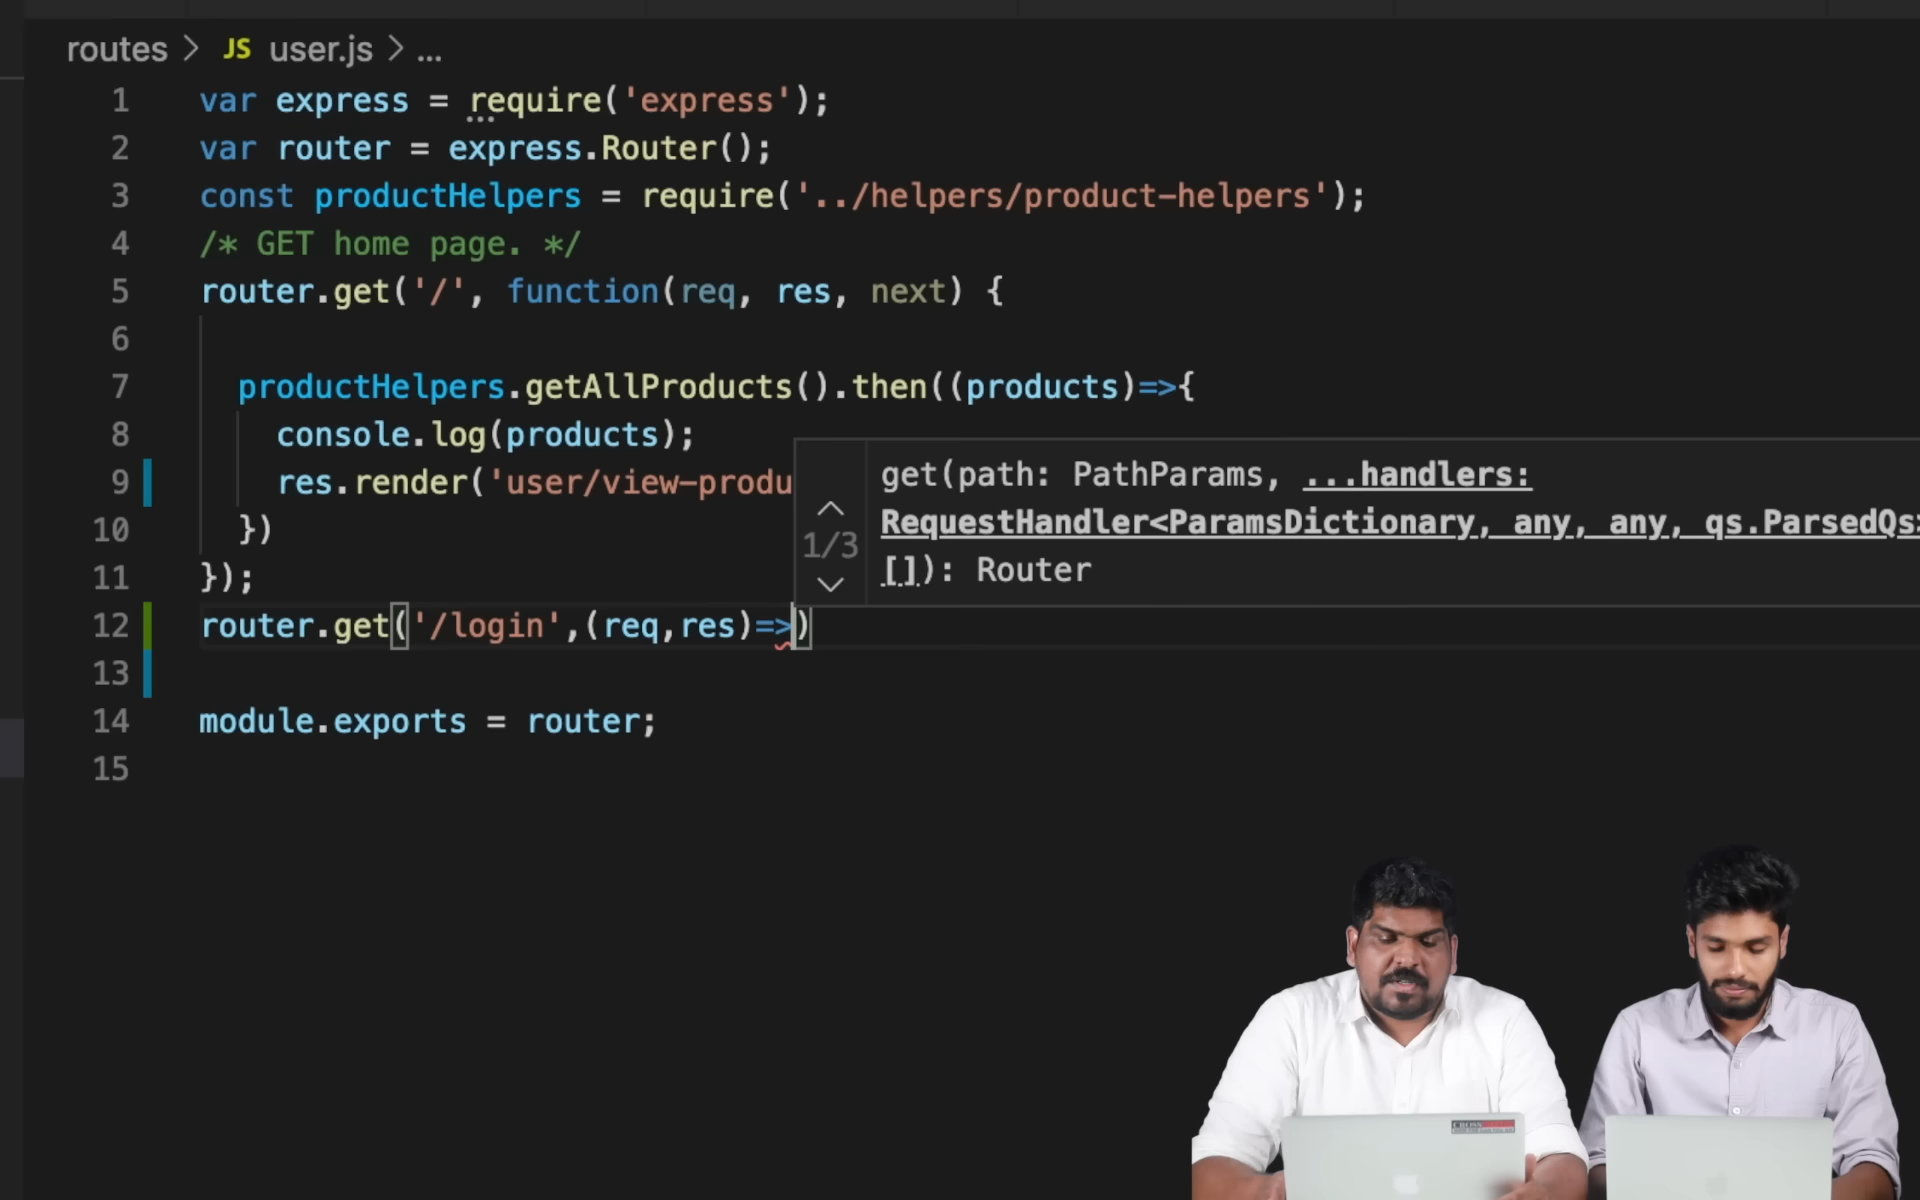 routes > JS user.js > ...
1 var express = require('express');
2 var router = express.Router();
3 const productHelpers = require('../helpers/product-helpers');
4 /* GET home page. */
5 router.get('/', function(req, res, next) {
6
7 productHelpers.getAllProducts().then((products)=>{
8 console.log(products);
9 res.render('user/view-produ
10 })
11 });
get(path: PathParams, ...handlers:
RequestHandler<ParamsDictionary, any, any, qs.ParsedQs>
[]): Router
1/3
12 router.get('/login',(req,res)=>)
13
14 module.exports = router;
15
CROSS